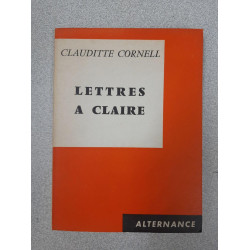 CLAUDITTE CORNELL
LETTRES
A CLAIRE
ALTERNANCE